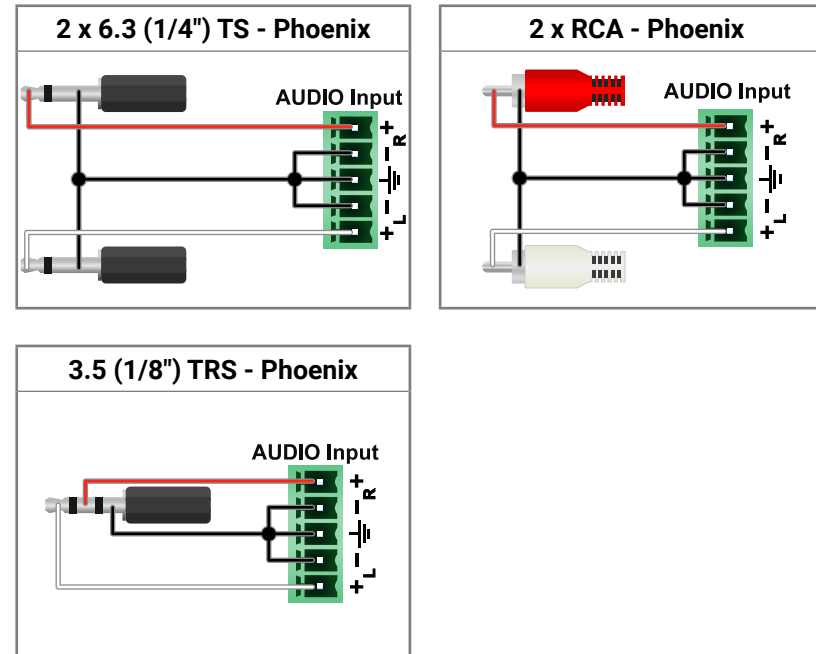 2 x 6.3 (1/4") TS - Phoenix
AUDIO Input
+
R
-
-
L
+
2 x RCA - Phoenix
AUDIO Input
+
R
-
-
L
+
3.5 (1/8") TRS - Phoenix
AUDIO Input
+
R
-
-
L
+